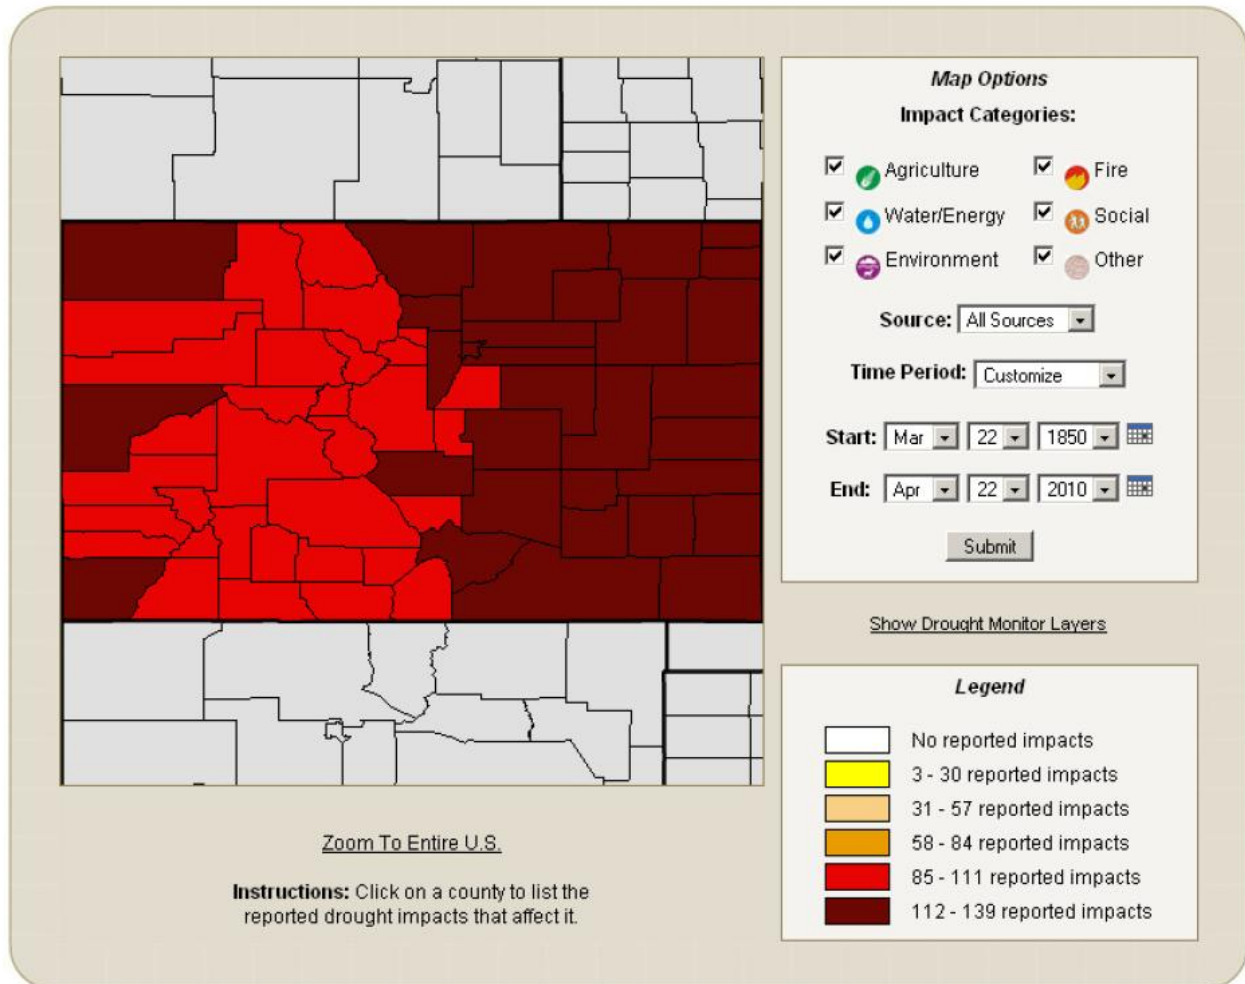 Map Options
Impact Categories:
Agriculture
Fire
Water/Energy
Social
Environment
Other
Source: All Sources
Time Period: Customize
Start: Mar 22 1850
End: Apr 22 2010
Submit
Show Drought Monitor Layers
Legend
No reported impacts
3 - 30 reported impacts
31 - 57 reported impacts
58 - 84 reported impacts
85 - 111 reported impacts
112 - 139 reported impacts
Zoom To Entire U.S.
Instructions: Click on a county to list the
reported drought impacts that affect it.